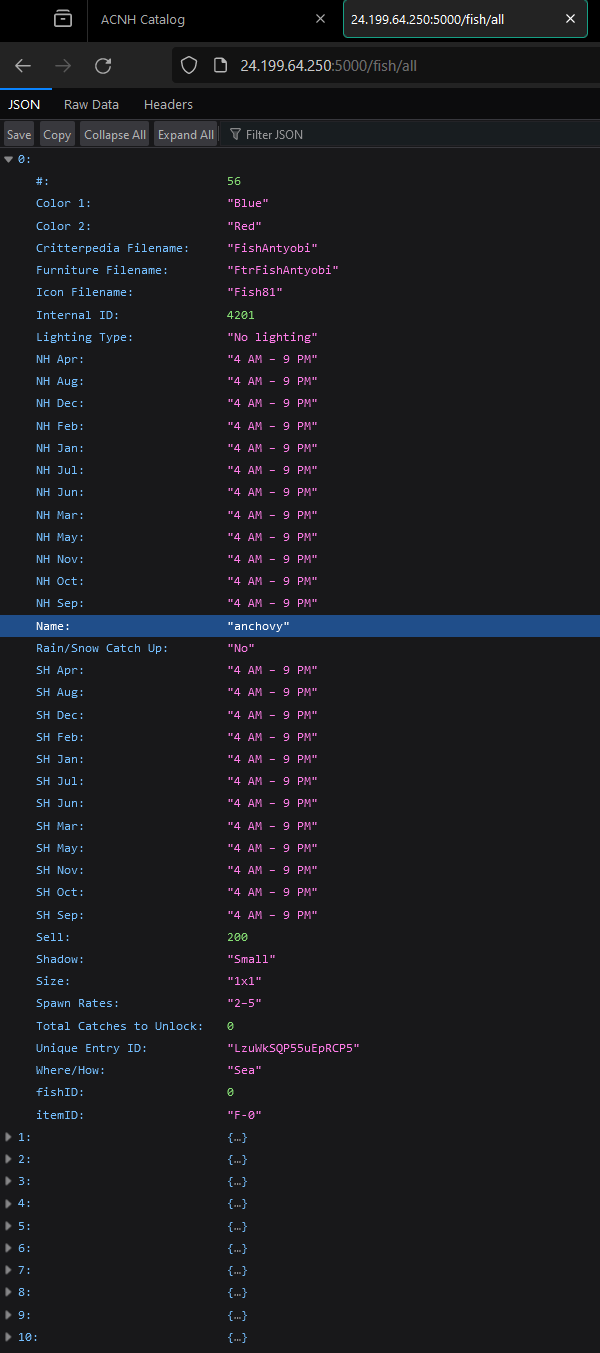 ACNH Catalog
24.199.64.250:5000/fish/all
24.199.64.250:5000/fish/all
JSON Raw Data Headers
Save Copy Collapse All Expand All Filter JSON
0:
#: 56
Color 1: "Blue"
Color 2: "Red"
Critterpedia Filename: "FishAntyobi"
Furniture Filename: "FtrFishAntyobi"
Icon Filename: "Fish81"
Internal ID: 4201
Lighting Type: "No lighting"
NH Apr: "4 AM – 9 PM"
NH Aug: "4 AM – 9 PM"
NH Dec: "4 AM – 9 PM"
NH Feb: "4 AM – 9 PM"
NH Jan: "4 AM – 9 PM"
NH Jul: "4 AM – 9 PM"
NH Jun: "4 AM – 9 PM"
NH Mar: "4 AM – 9 PM"
NH May: "4 AM – 9 PM"
NH Nov: "4 AM – 9 PM"
NH Oct: "4 AM – 9 PM"
NH Sep: "4 AM – 9 PM"
Name: "anchovy"
Rain/Snow Catch Up: "No"
SH Apr: "4 AM – 9 PM"
SH Aug: "4 AM – 9 PM"
SH Dec: "4 AM – 9 PM"
SH Feb: "4 AM – 9 PM"
SH Jan: "4 AM – 9 PM"
SH Jul: "4 AM – 9 PM"
SH Jun: "4 AM – 9 PM"
SH Mar: "4 AM – 9 PM"
SH May: "4 AM – 9 PM"
SH Nov: "4 AM – 9 PM"
SH Oct: "4 AM – 9 PM"
SH Sep: "4 AM – 9 PM"
Sell: 200
Shadow: "Small"
Size: "1x1"
Spawn Rates: "2–5"
Total Catches to Unlock: 0
Unique Entry ID: "LzuWkSQP55uEpRCP5"
Where/How: "Sea"
fishID: 0
itemID: "F-0"
1: {…}
2: {…}
3: {…}
4: {…}
5: {…}
6: {…}
7: {…}
8: {…}
9: {…}
10: {…}